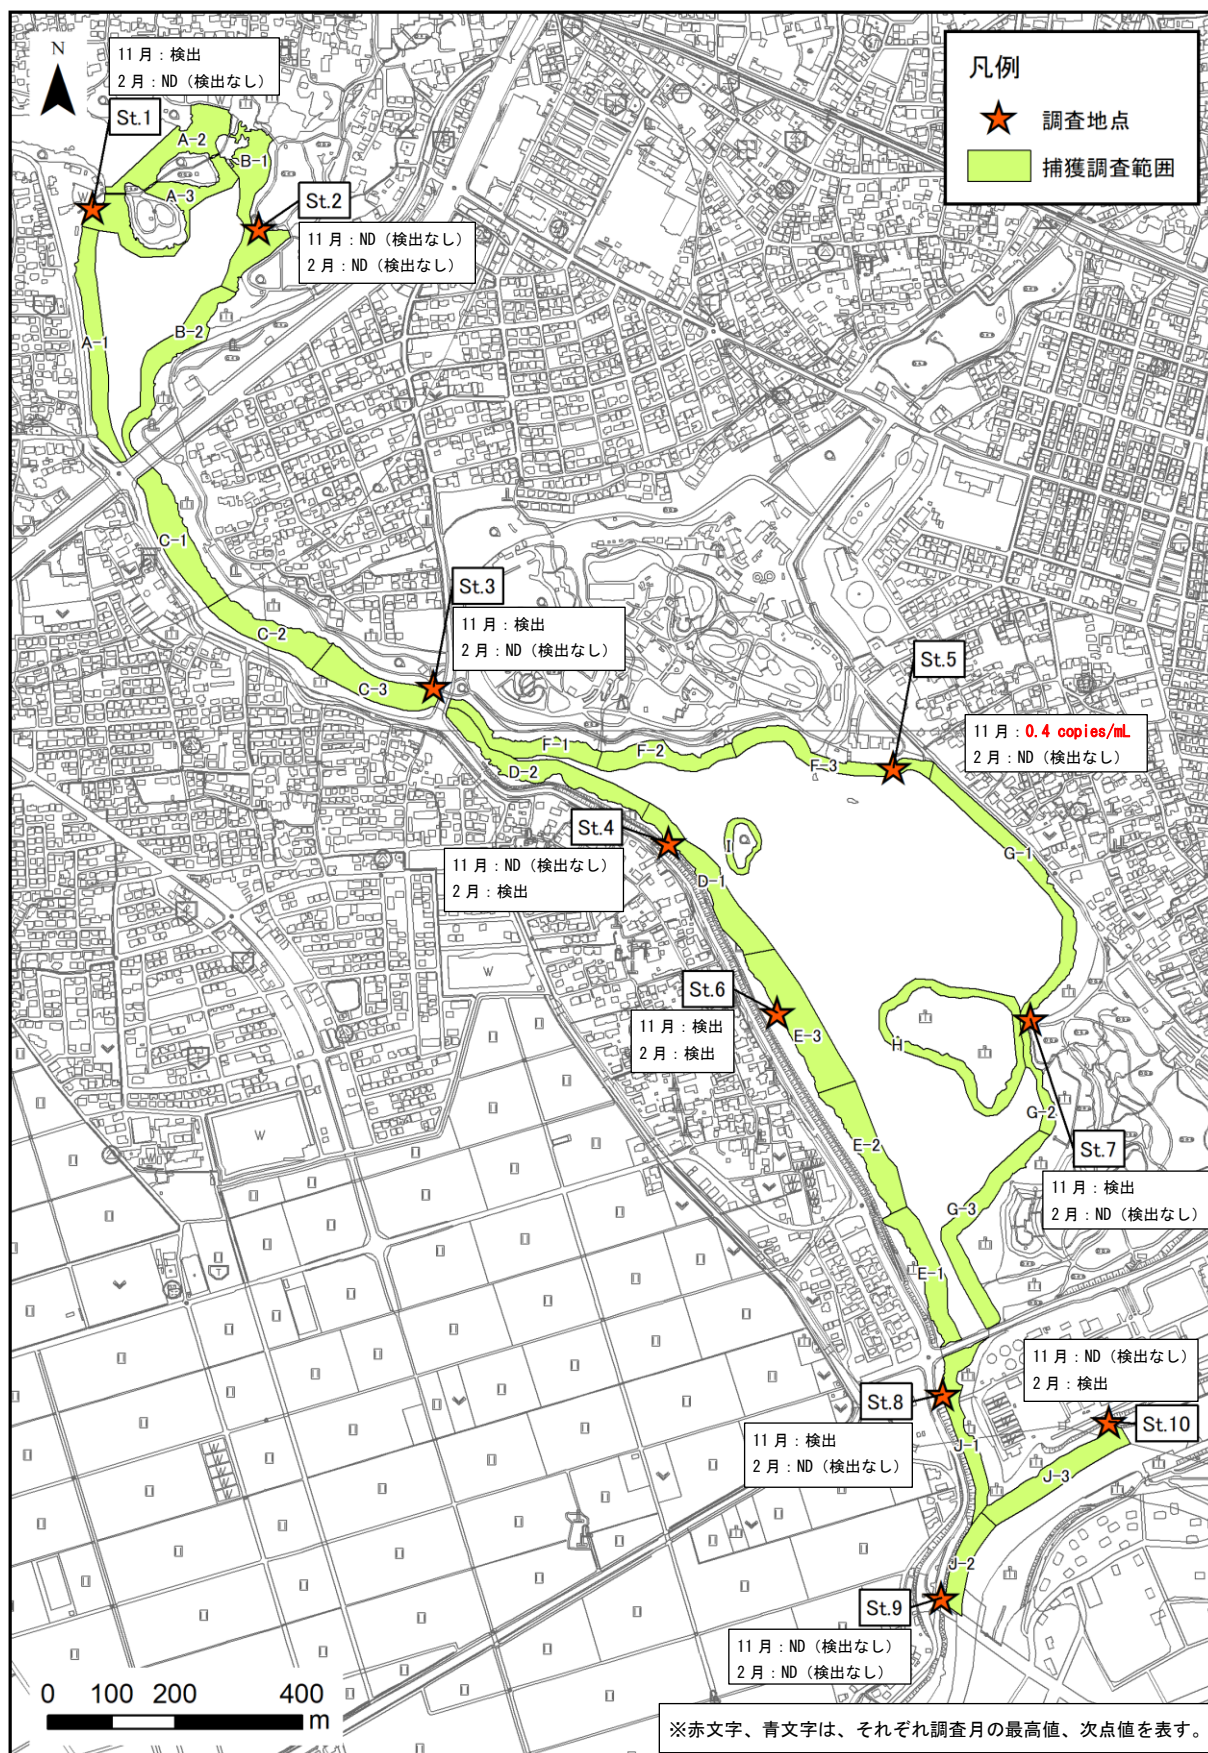 N
11月：検出
2月：ND（検出なし）
St.1
凡例
調査地点
捕獲調査範囲
A-2
B-1
A-3
St.2
11月：ND（検出なし）
2月：ND（検出なし）
B-2
A-1
C-1
St.3
11月：検出
2月：ND（検出なし）
C-2
C-3
St.5
11月：0.4 copies/mL
2月：ND（検出なし）
F-1
F-2
F-3
D-2
St.4
11月：ND（検出なし）
2月：検出
I
G-1
D-1
St.6
11月：検出
2月：検出
E-3
H
G-2
E-2
St.7
11月：検出
2月：ND（検出なし）
G-3
E-1
11月：ND（検出なし）
2月：検出
St.8
St.10
11月：検出
2月：ND（検出なし）
J-1
J-3
J-2
St.9
11月：ND（検出なし）
2月：ND（検出なし）
0 100 200 400
m
※赤文字、青文字は、それぞれ調査月の最高値、次点値を表す。